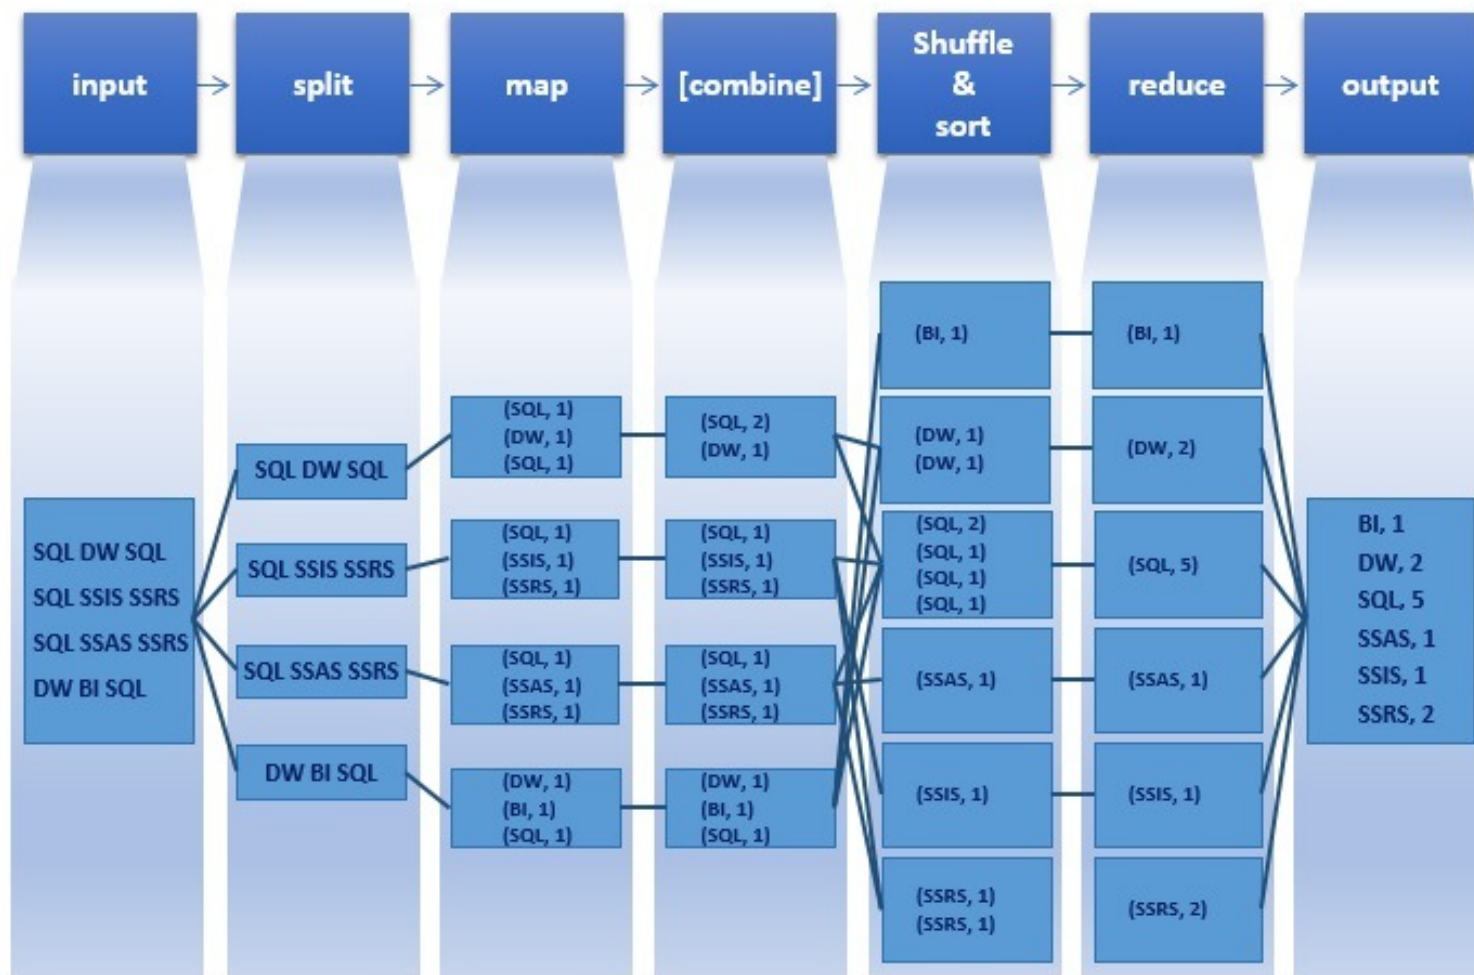 input
split
map
[combine]
Shuffle
&
sort
reduce
output
SQL DW SQL
SQL SSIS SSRS
SQL SSAS SSRS
DW BI SQL
SQL DW SQL
SQL SSIS SSRS
SQL SSAS SSRS
DW BI SQL
(SQL, 1)
(DW, 1)
(SQL, 1)
(SQL, 1)
(SSIS, 1)
(SSRS, 1)
(SQL, 1)
(SSAS, 1)
(SSRS, 1)
(DW, 1)
(BI, 1)
(SQL, 1)
(SQL, 2)
(DW, 1)
(SQL, 1)
(SSIS, 1)
(SSRS, 1)
(SQL, 1)
(SSAS, 1)
(SSRS, 1)
(DW, 1)
(BI, 1)
(SQL, 1)
(BI, 1)
(DW, 1)
(DW, 1)
(SQL, 2)
(SQL, 1)
(SQL, 1)
(SQL, 1)
(SSAS, 1)
(SSIS, 1)
(SSRS, 1)
(SSRS, 1)
(BI, 1)
(DW, 2)
(SQL, 5)
(SSAS, 1)
(SSIS, 1)
(SSRS, 2)
BI, 1
DW, 2
SQL, 5
SSAS, 1
SSIS, 1
SSRS, 2